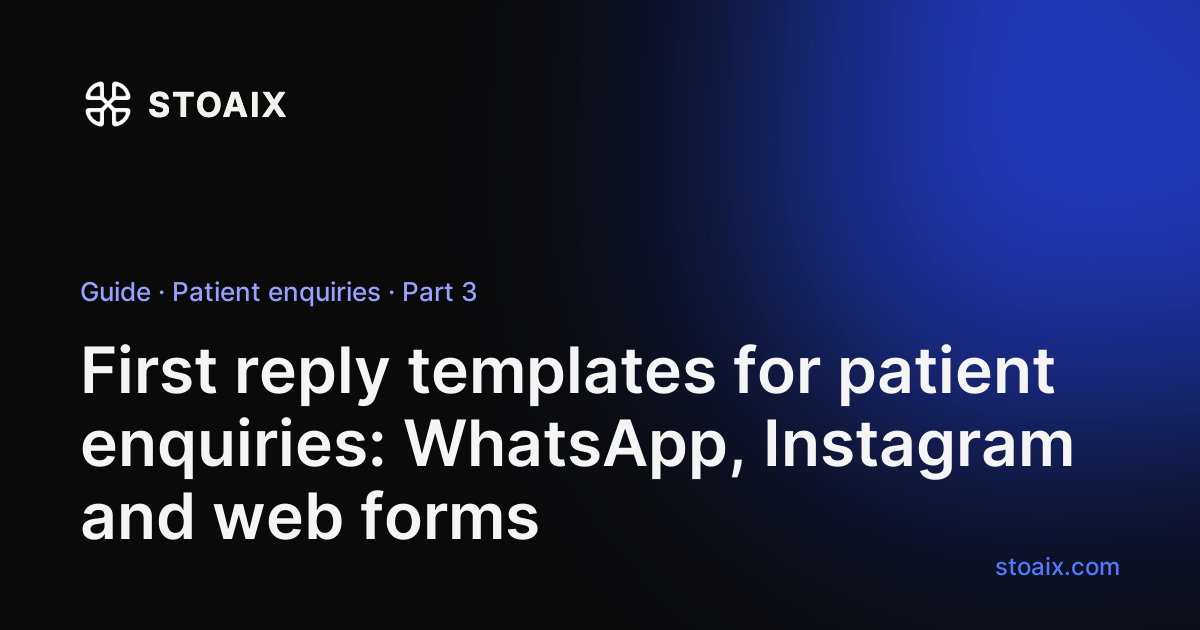 STOAIX
Guide · Patient enquiries · Part 3
First reply templates for patient
enquiries: WhatsApp, Instagram
and web forms
stoaix.com